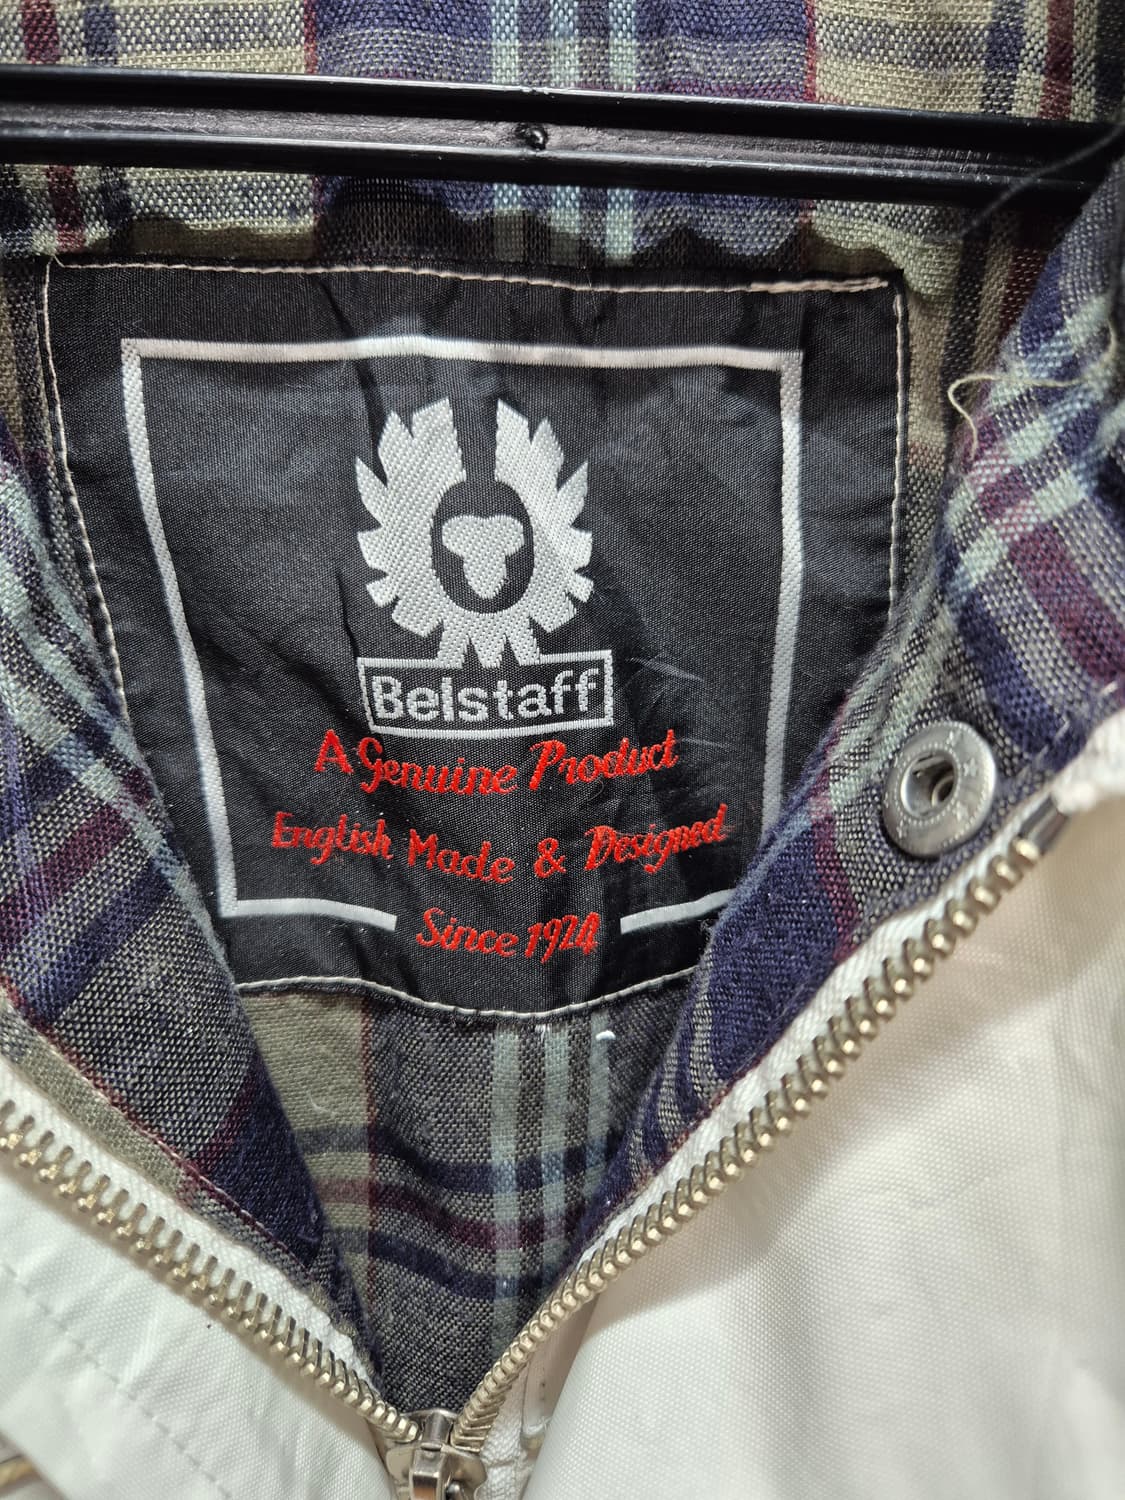 Belstaff
A Genuine Product
English Made & Designed
Since 1924